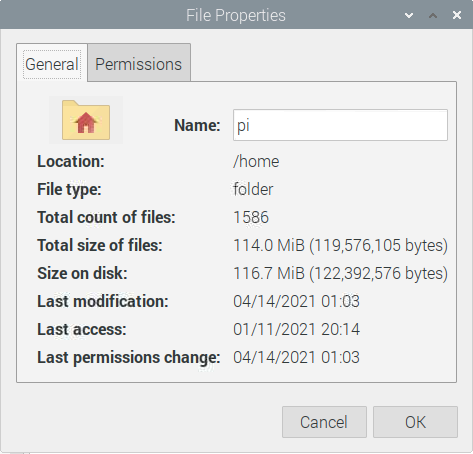 File Properties
General Permissions
Name: pi
Location: /home
File type: folder
Total count of files: 1586
Total size of files: 114.0 MiB (119,576,105 bytes)
Size on disk: 116.7 MiB (122,392,576 bytes)
Last modification: 04/14/2021 01:03
Last access: 01/11/2021 20:14
Last permissions change: 04/14/2021 01:03
Cancel OK